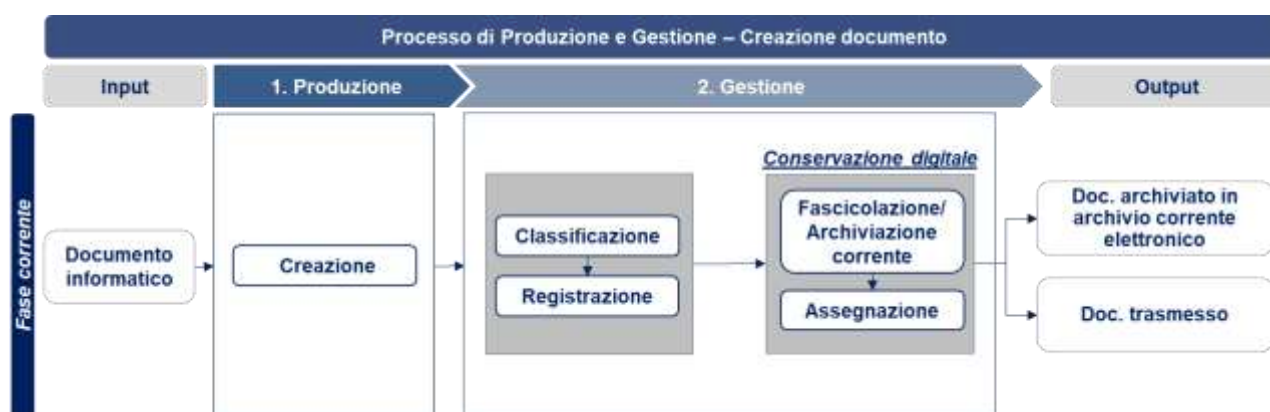 Processo di Produzione e Gestione – Creazione documento
Input
1. Produzione
2. Gestione
Output
Fase corrente
Documento
informatico
Creazione
Classificazione
Registrazione
Conservazione digitale
Fascicolazione/
Archiviazione
corrente
Assegnazione
Doc. archiviato in
archivio corrente
elettronico
Doc. trasmesso